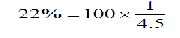 22% = 100 × 1/4.5